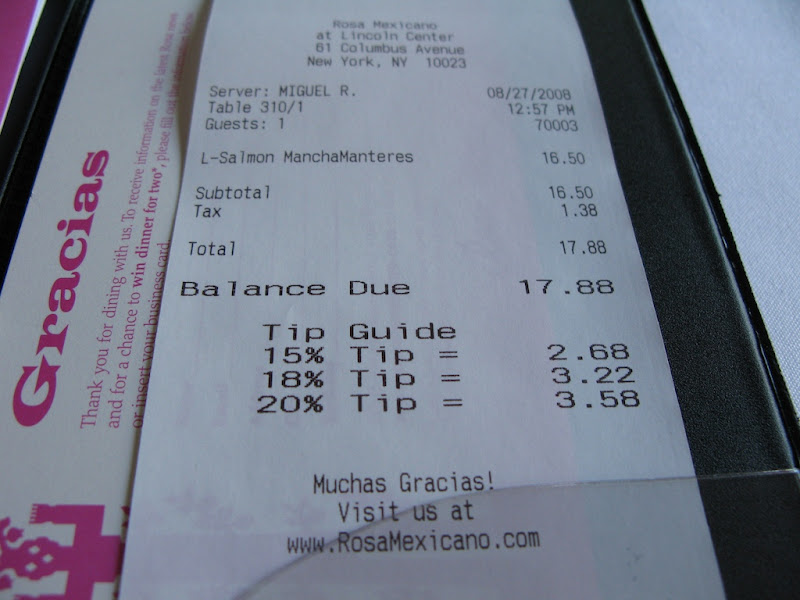 Rosa Mexicano
at Lincoln Center
61 Columbus Avenue
New York, NY 10023
Server: MIGUEL R. 08/27/2008
Table 310/1 12:57 PM
Guests: 1 70003
L-Salmon ManchaManteres 16.50
Subtotal 16.50
Tax 1.38
Total 17.88
Balance Due 17.88
Tip Guide
15% Tip = 2.68
18% Tip = 3.22
20% Tip = 3.58
Muchas Gracias!
Visit us at
www.RosaMexicano.com
Gracias
Thank you for dining with us. To receive information on the latest Rosa news
and for a chance to win dinner for two*, please fill out the information below
or insert your business card.